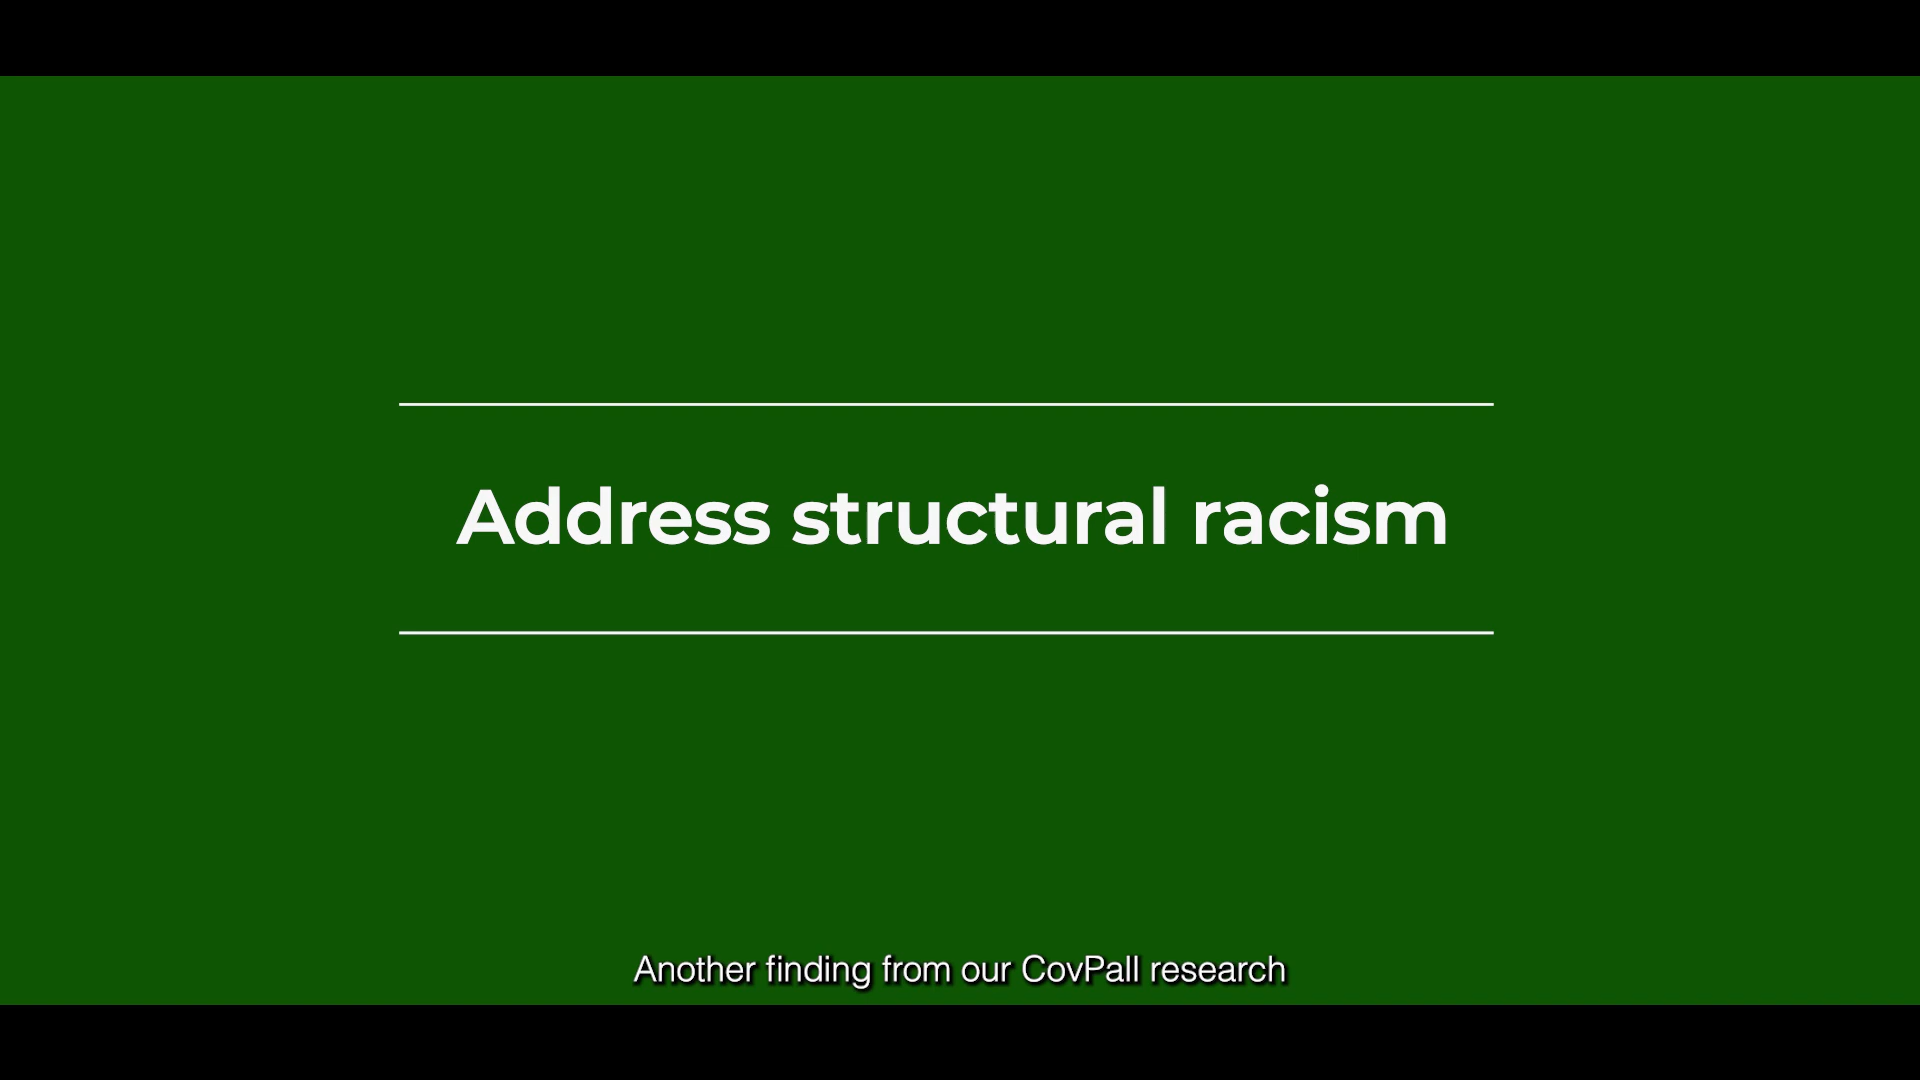 Address structural racism
Another finding from our CovPall research